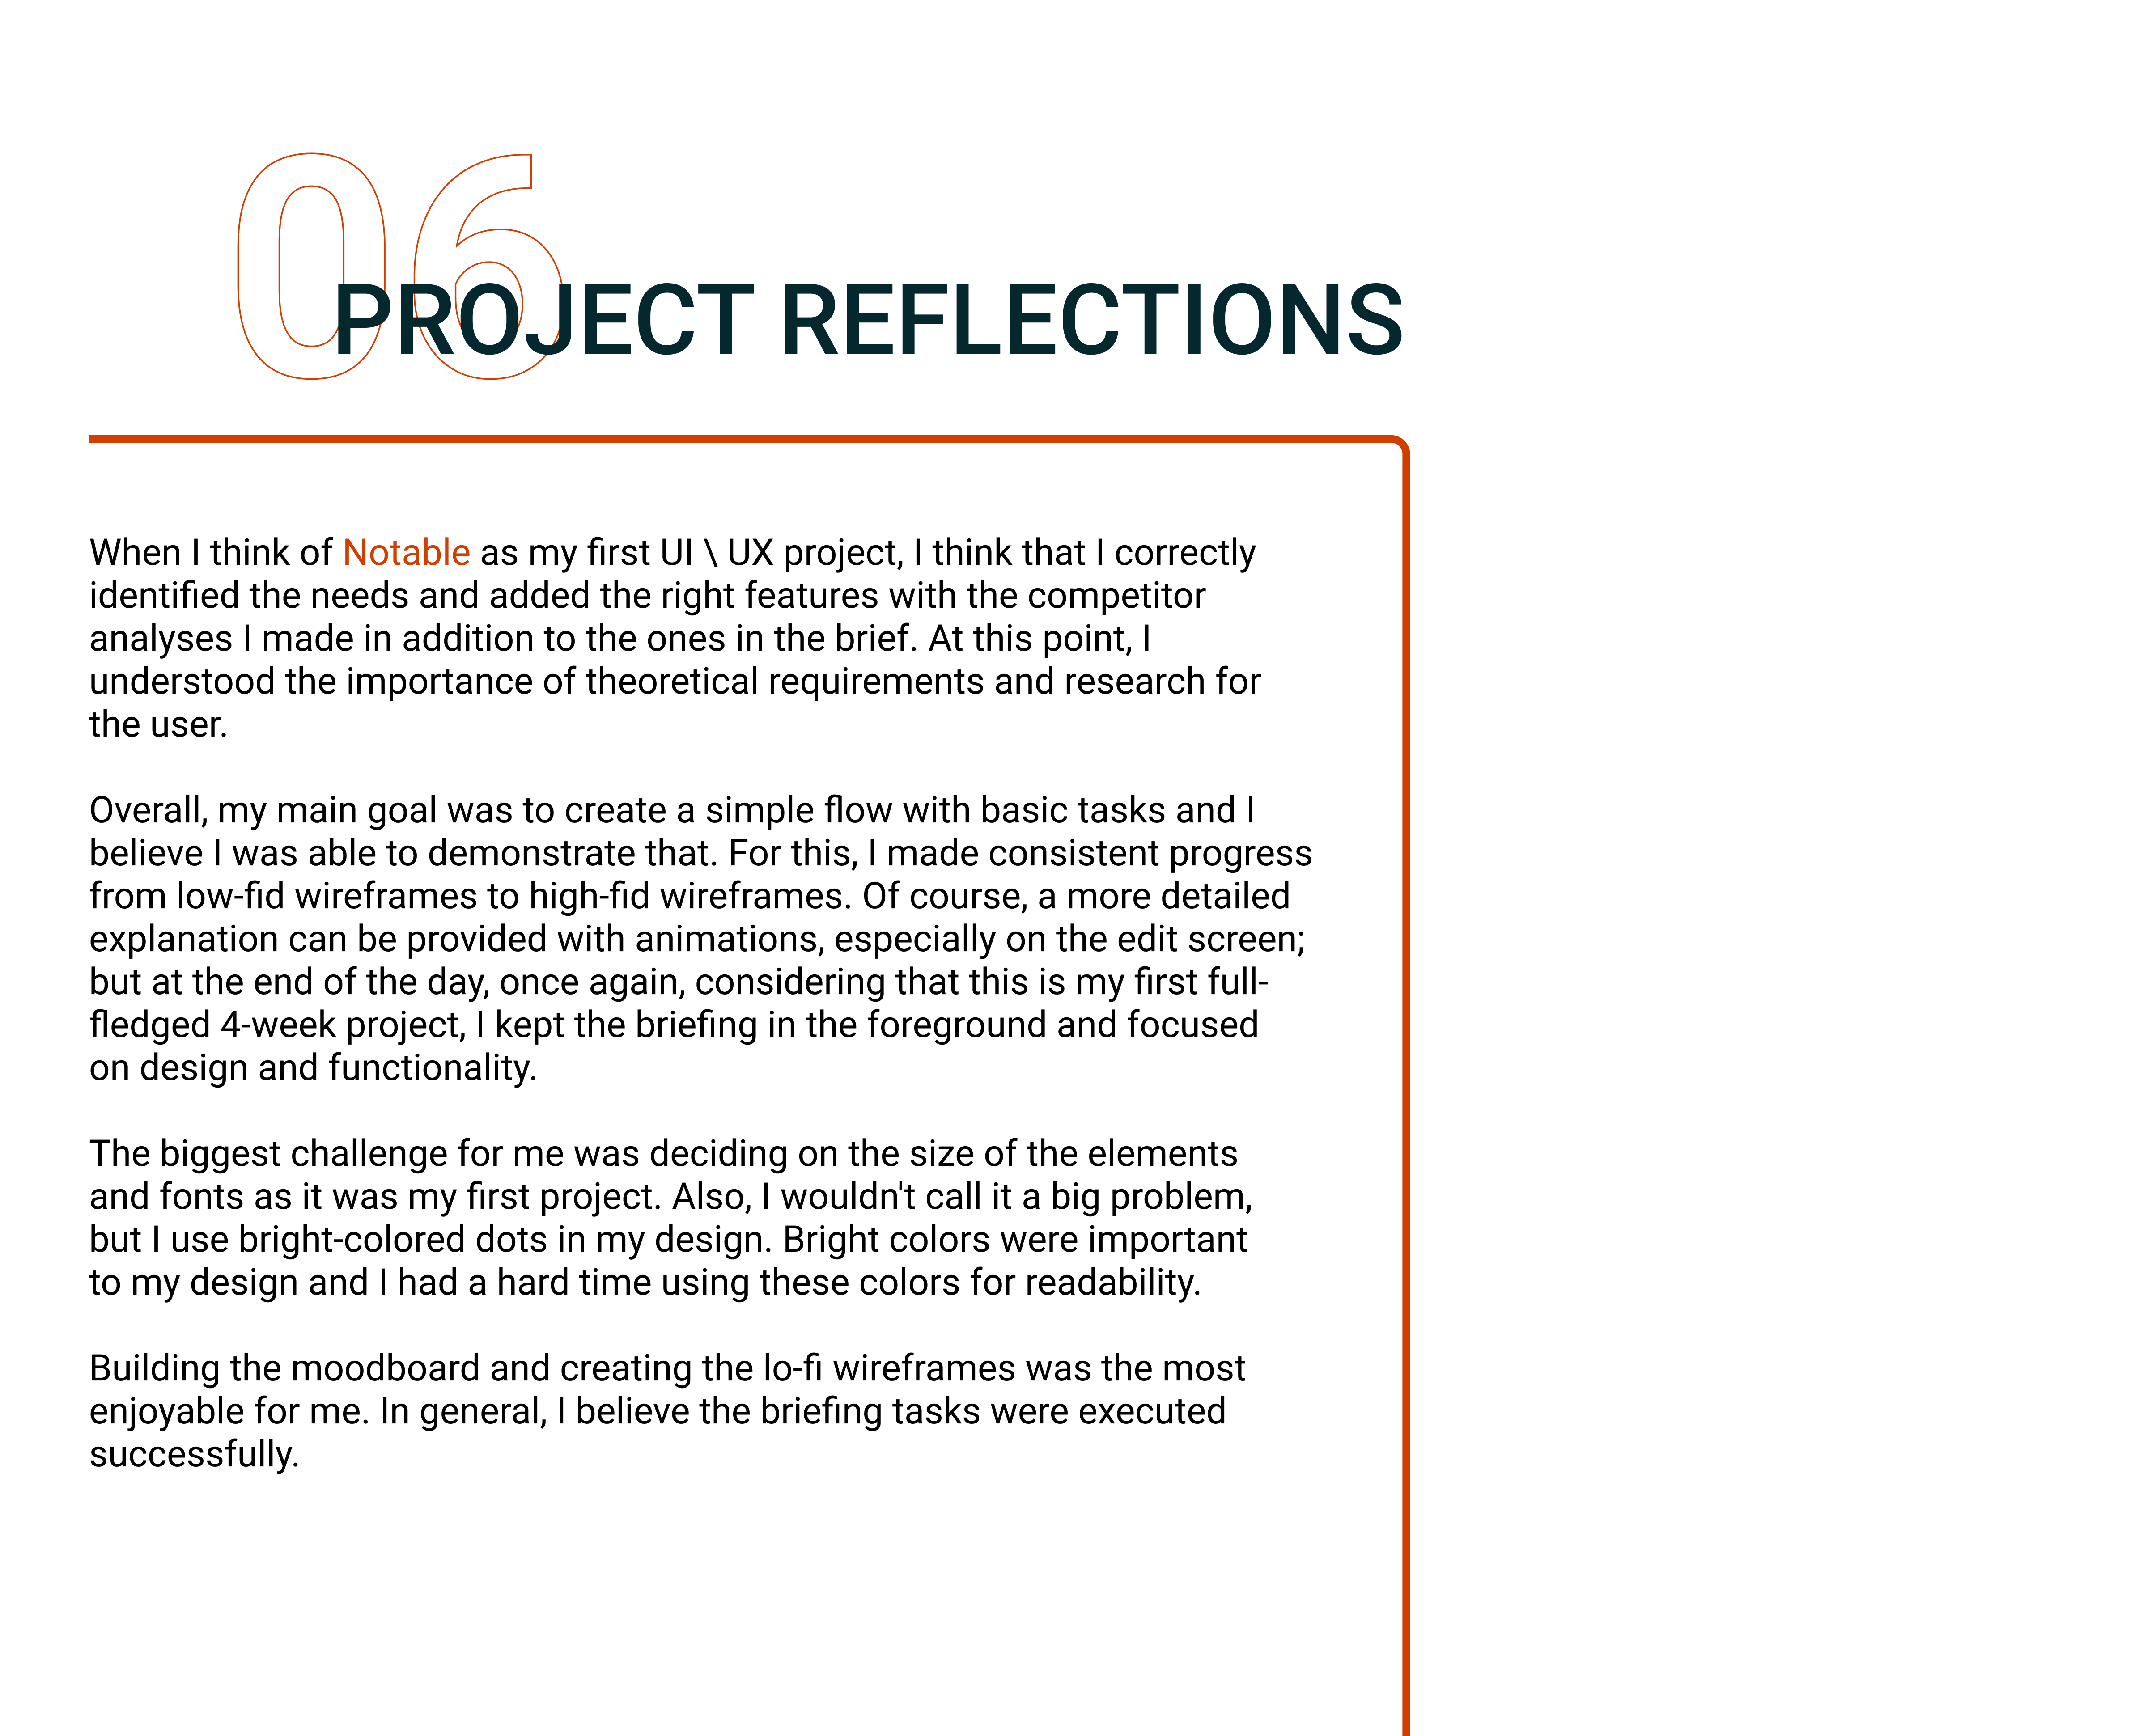 06
PROJECT REFLECTIONS
When I think of Notable as my first UI \ UX project, I think that I correctly
identified the needs and added the right features with the competitor
analyses I made in addition to the ones in the brief. At this point, I
understood the importance of theoretical requirements and research for
the user.
Overall, my main goal was to create a simple flow with basic tasks and I
believe I was able to demonstrate that. For this, I made consistent progress
from low-fid wireframes to high-fid wireframes. Of course, a more detailed
explanation can be provided with animations, especially on the edit screen;
but at the end of the day, once again, considering that this is my first full-
fledged 4-week project, I kept the briefing in the foreground and focused
on design and functionality.
The biggest challenge for me was deciding on the size of the elements
and fonts as it was my first project. Also, I wouldn't call it a big problem,
but I use bright-colored dots in my design. Bright colors were important
to my design and I had a hard time using these colors for readability.
Building the moodboard and creating the lo-fi wireframes was the most
enjoyable for me. In general, I believe the briefing tasks were executed
successfully.